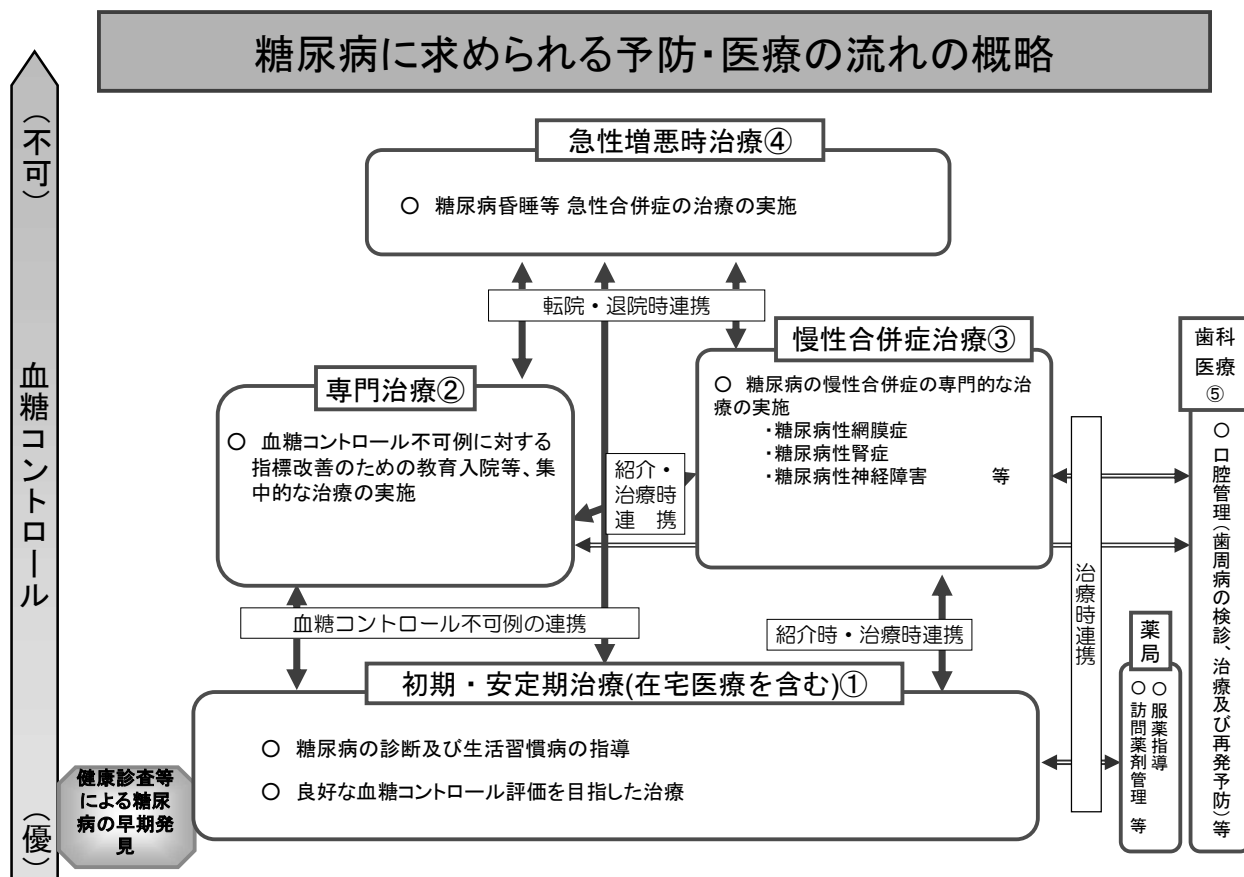 糖尿病に求められる予防・医療の流れの概略
（不可）
血糖コントロール
（優）
急性増悪時治療④
○ 糖尿病昏睡等 急性合併症の治療の実施
転院・退院時連携
専門治療②
○ 血糖コントロール不可例に対する
指標改善のための教育入院等、集
中的な治療の実施
紹介・
治療時
連 携
慢性合併症治療③
○ 糖尿病の慢性合併症の専門的な治
療の実施
・糖尿病性網膜症
・糖尿病性腎症
・糖尿病性神経障害 等
血糖コントロール不可例の連携
紹介時・治療時連携
初期・安定期治療(在宅医療を含む)①
○ 糖尿病の診断及び生活習慣病の指導
○ 良好な血糖コントロール評価を目指した治療
健康診査等
による糖尿
病の早期発
見
治療時連携
薬局
○服薬指導
○訪問薬剤管理 等
歯科
医療
⑤
○口腔管理（歯周病の検診、治療及び再発予防）等